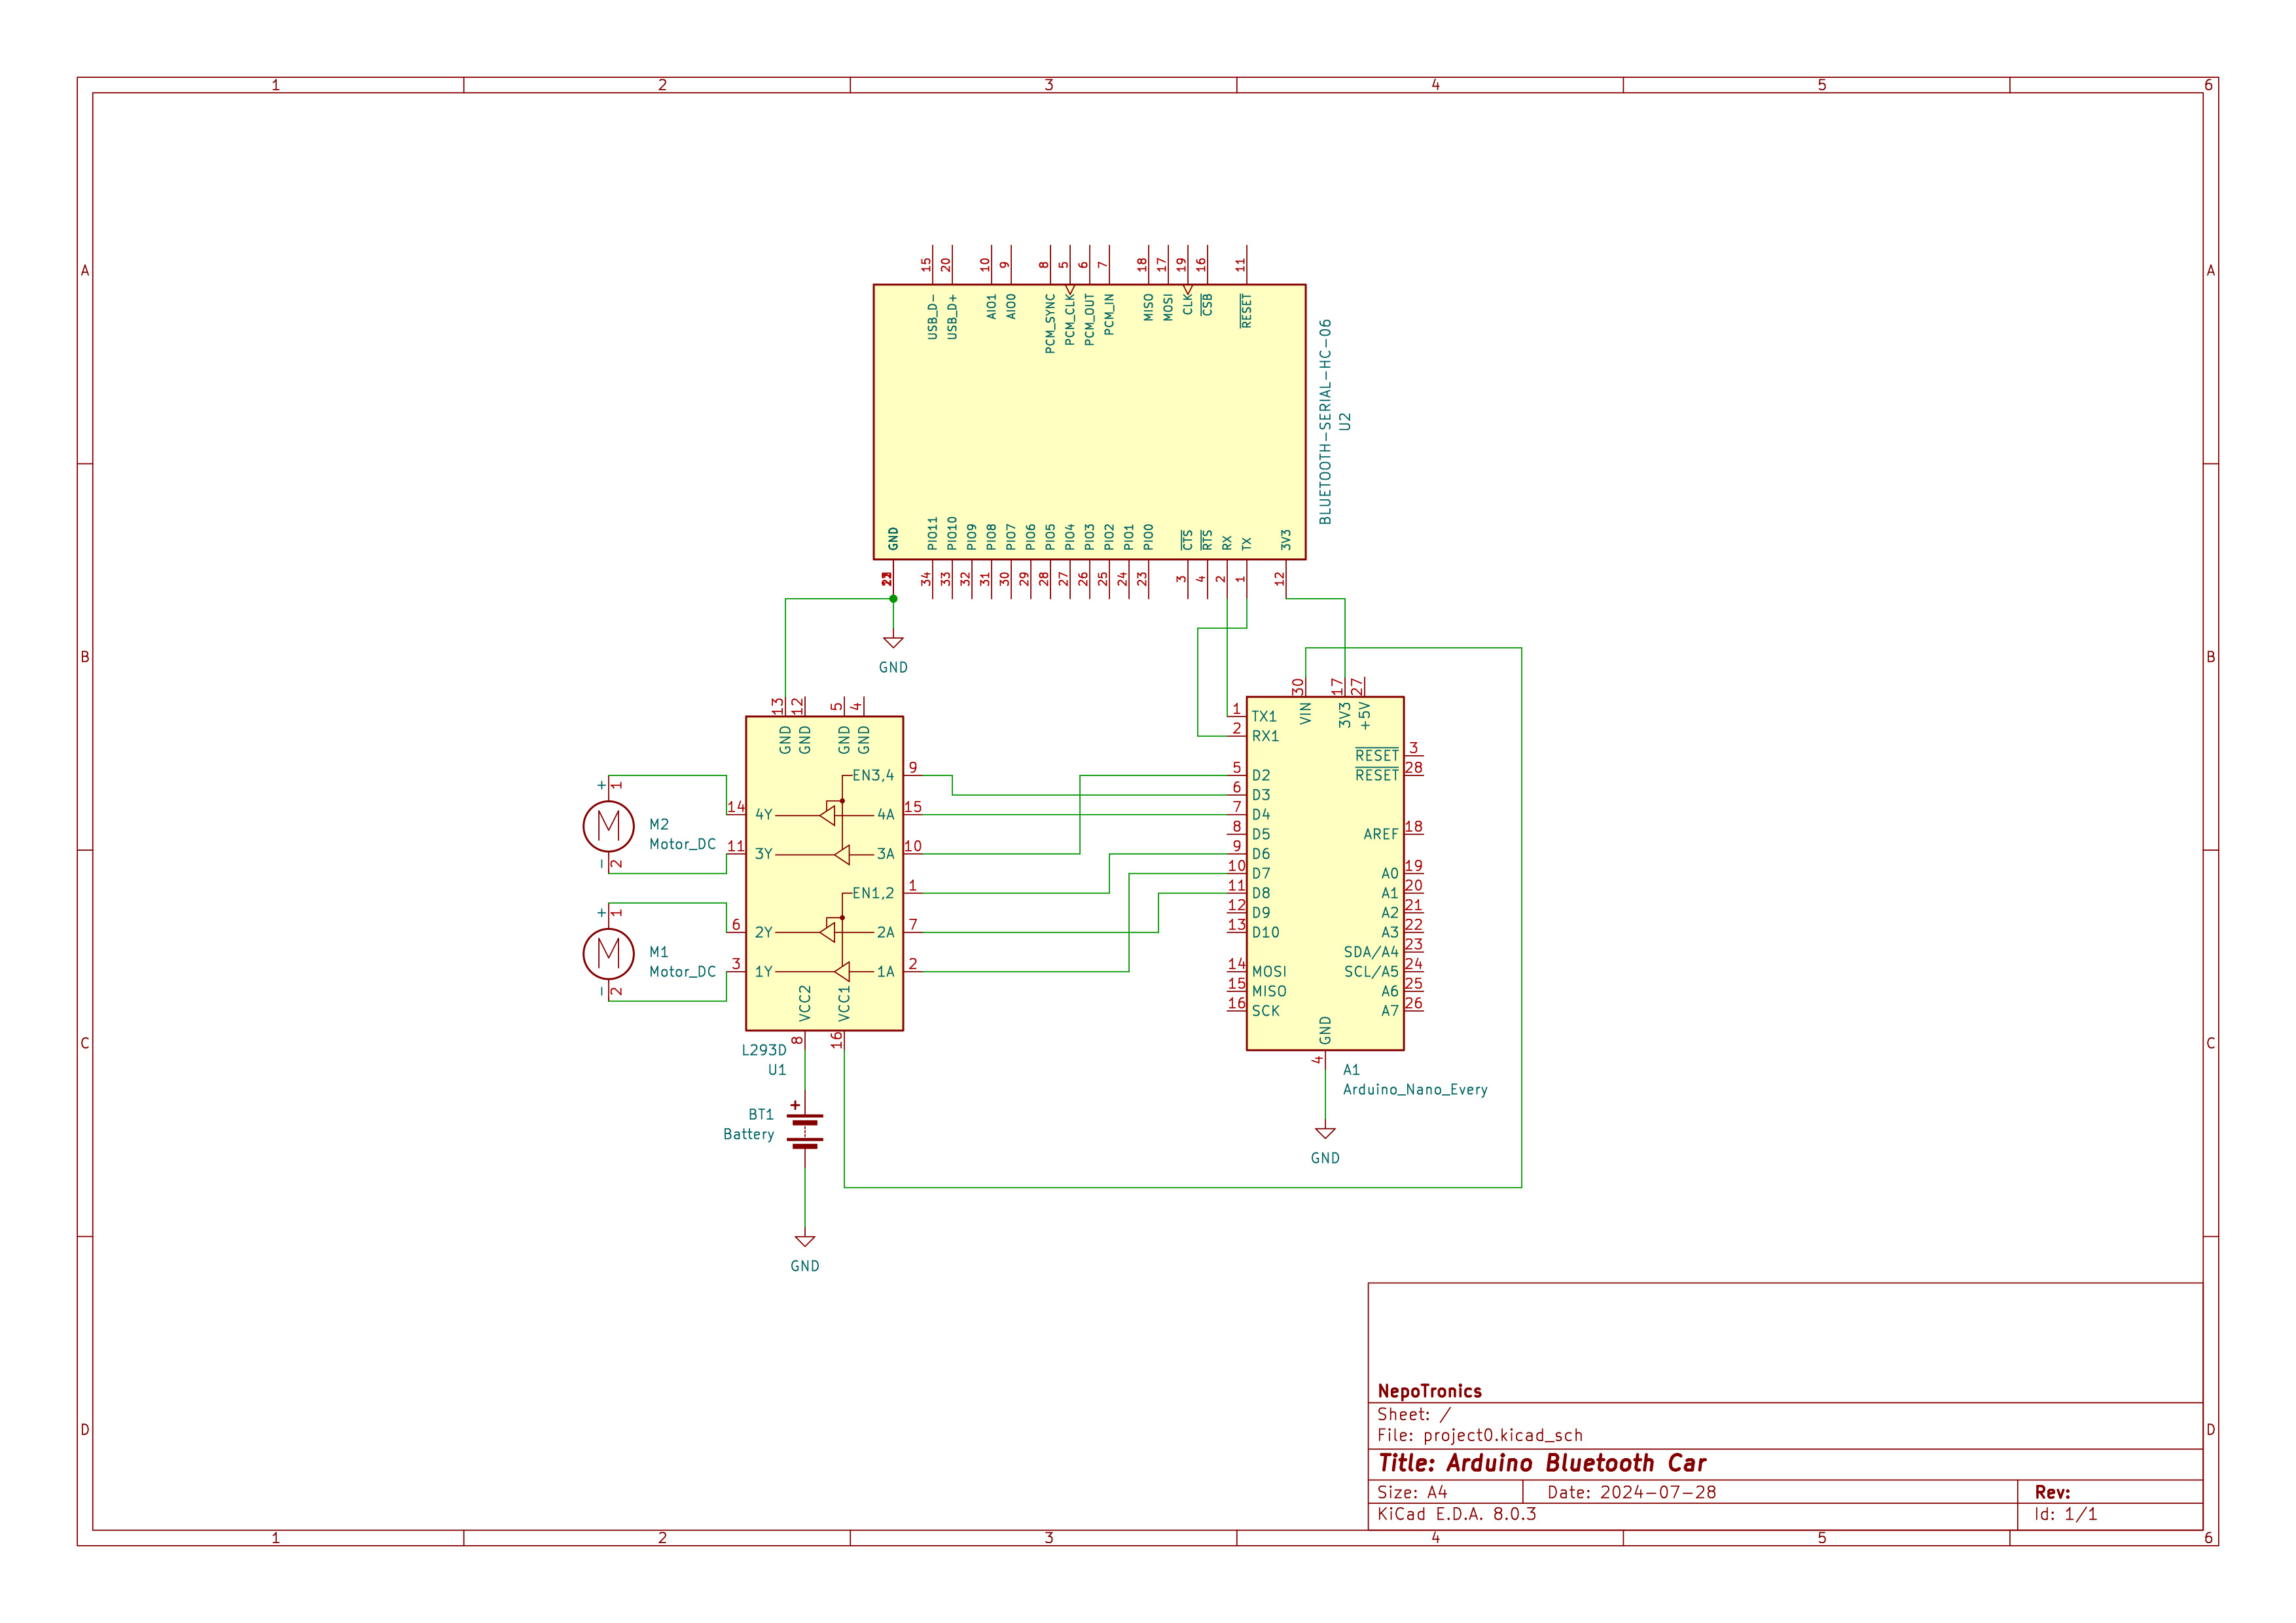 1 2 3 4 5 6
A A
15 20 10 9 8 5 6 7 18 17 19 16 11
USB_D- USB_D+ AIO1 AIO0 PCM_SYNC PCM_CLK PCM_OUT PCM_IN MISO MOSI CLK CSB RESET
BLUETOOTH-SERIAL-HC-06
U2
GND PIO11 PIO10 PIO9 PIO8 PIO7 PIO6 PIO5 PIO4 PIO3 PIO2 PIO1 PIO0 CTS RTS RX TX 3V3
34 33 32 31 30 29 28 27 26 25 24 23 3 4 2 1 12
B B
GND
13 12 5 4
GND GND GND GND
9 EN3,4
14 4Y 4A 15
11 3Y 3A 10
EN1,2 1
6 2Y 2A 7
3 1Y 1A 2
VCC2 VCC1
8 16
L293D
U1
+ 1
M
M2
Motor_DC
- 2
+ 1
M
M1
Motor_DC
- 2
30 17 27
VIN 3V3 +5V
1 TX1
2 RX1
RESET 3
5 D2 RESET 28
6 D3
7 D4
8 D5 AREF 18
9 D6
10 D7 A0 19
11 D8 A1 20
12 D9 A2 21
13 D10 A3 22
SDA/A4 23
14 MOSI SCL/A5 24
15 MISO A6 25
16 SCK A7 26
GND
4
A1
Arduino_Nano_Every
GND
C C
+
BT1
Battery
GND
D D
NepoTronics
Sheet: /
File: project0.kicad_sch
Title: Arduino Bluetooth Car
Size: A4 Date: 2024-07-28 Rev:
KiCad E.D.A. 8.0.3 Id: 1/1
1 2 3 4 5 6